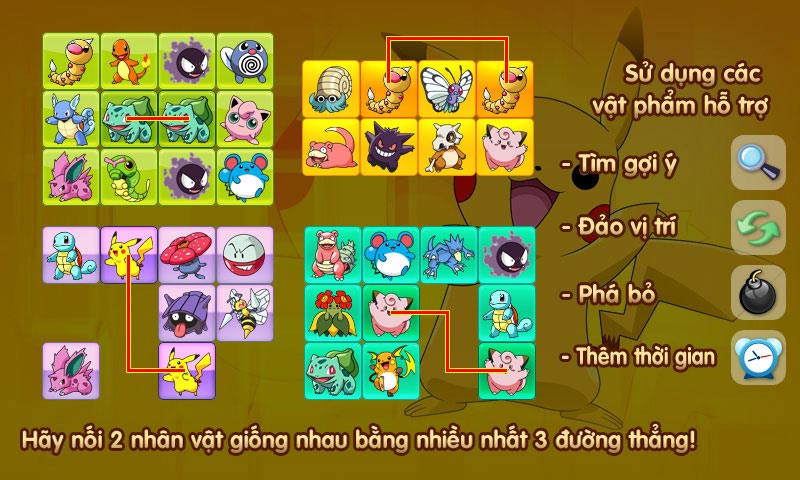 Sử dụng các
vật phẩm hỗ trợ
- Tìm gợi ý
- Đảo vị trí
- Phá bỏ
- Thêm thời gian
Hãy nối 2 nhân vật giống nhau bằng nhiều nhất 3 đường thẳng!